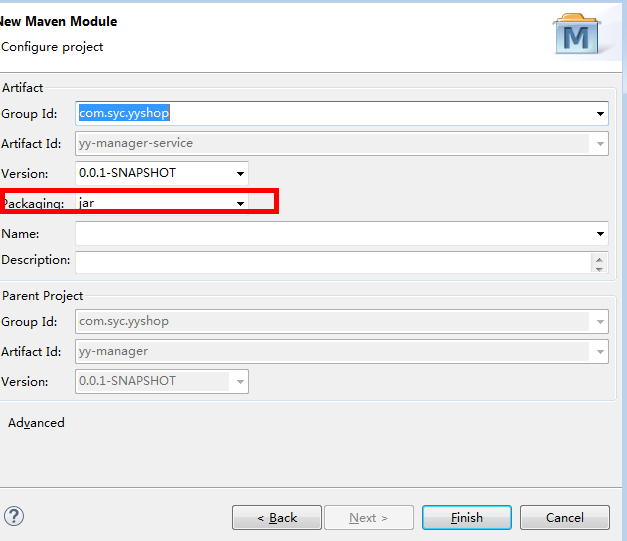 New Maven Module
Configure project
M
Artifact
Group Id: com.syc.yyshop
Artifact Id: yy-manager-service
Version: 0.0.1-SNAPSHOT
Packaging: jar
Name:
Description:
Parent Project
Group Id: com.syc.yyshop
Artifact Id: yy-manager
Version: 0.0.1-SNAPSHOT
Advanced
? < Back Next > Finish Cancel